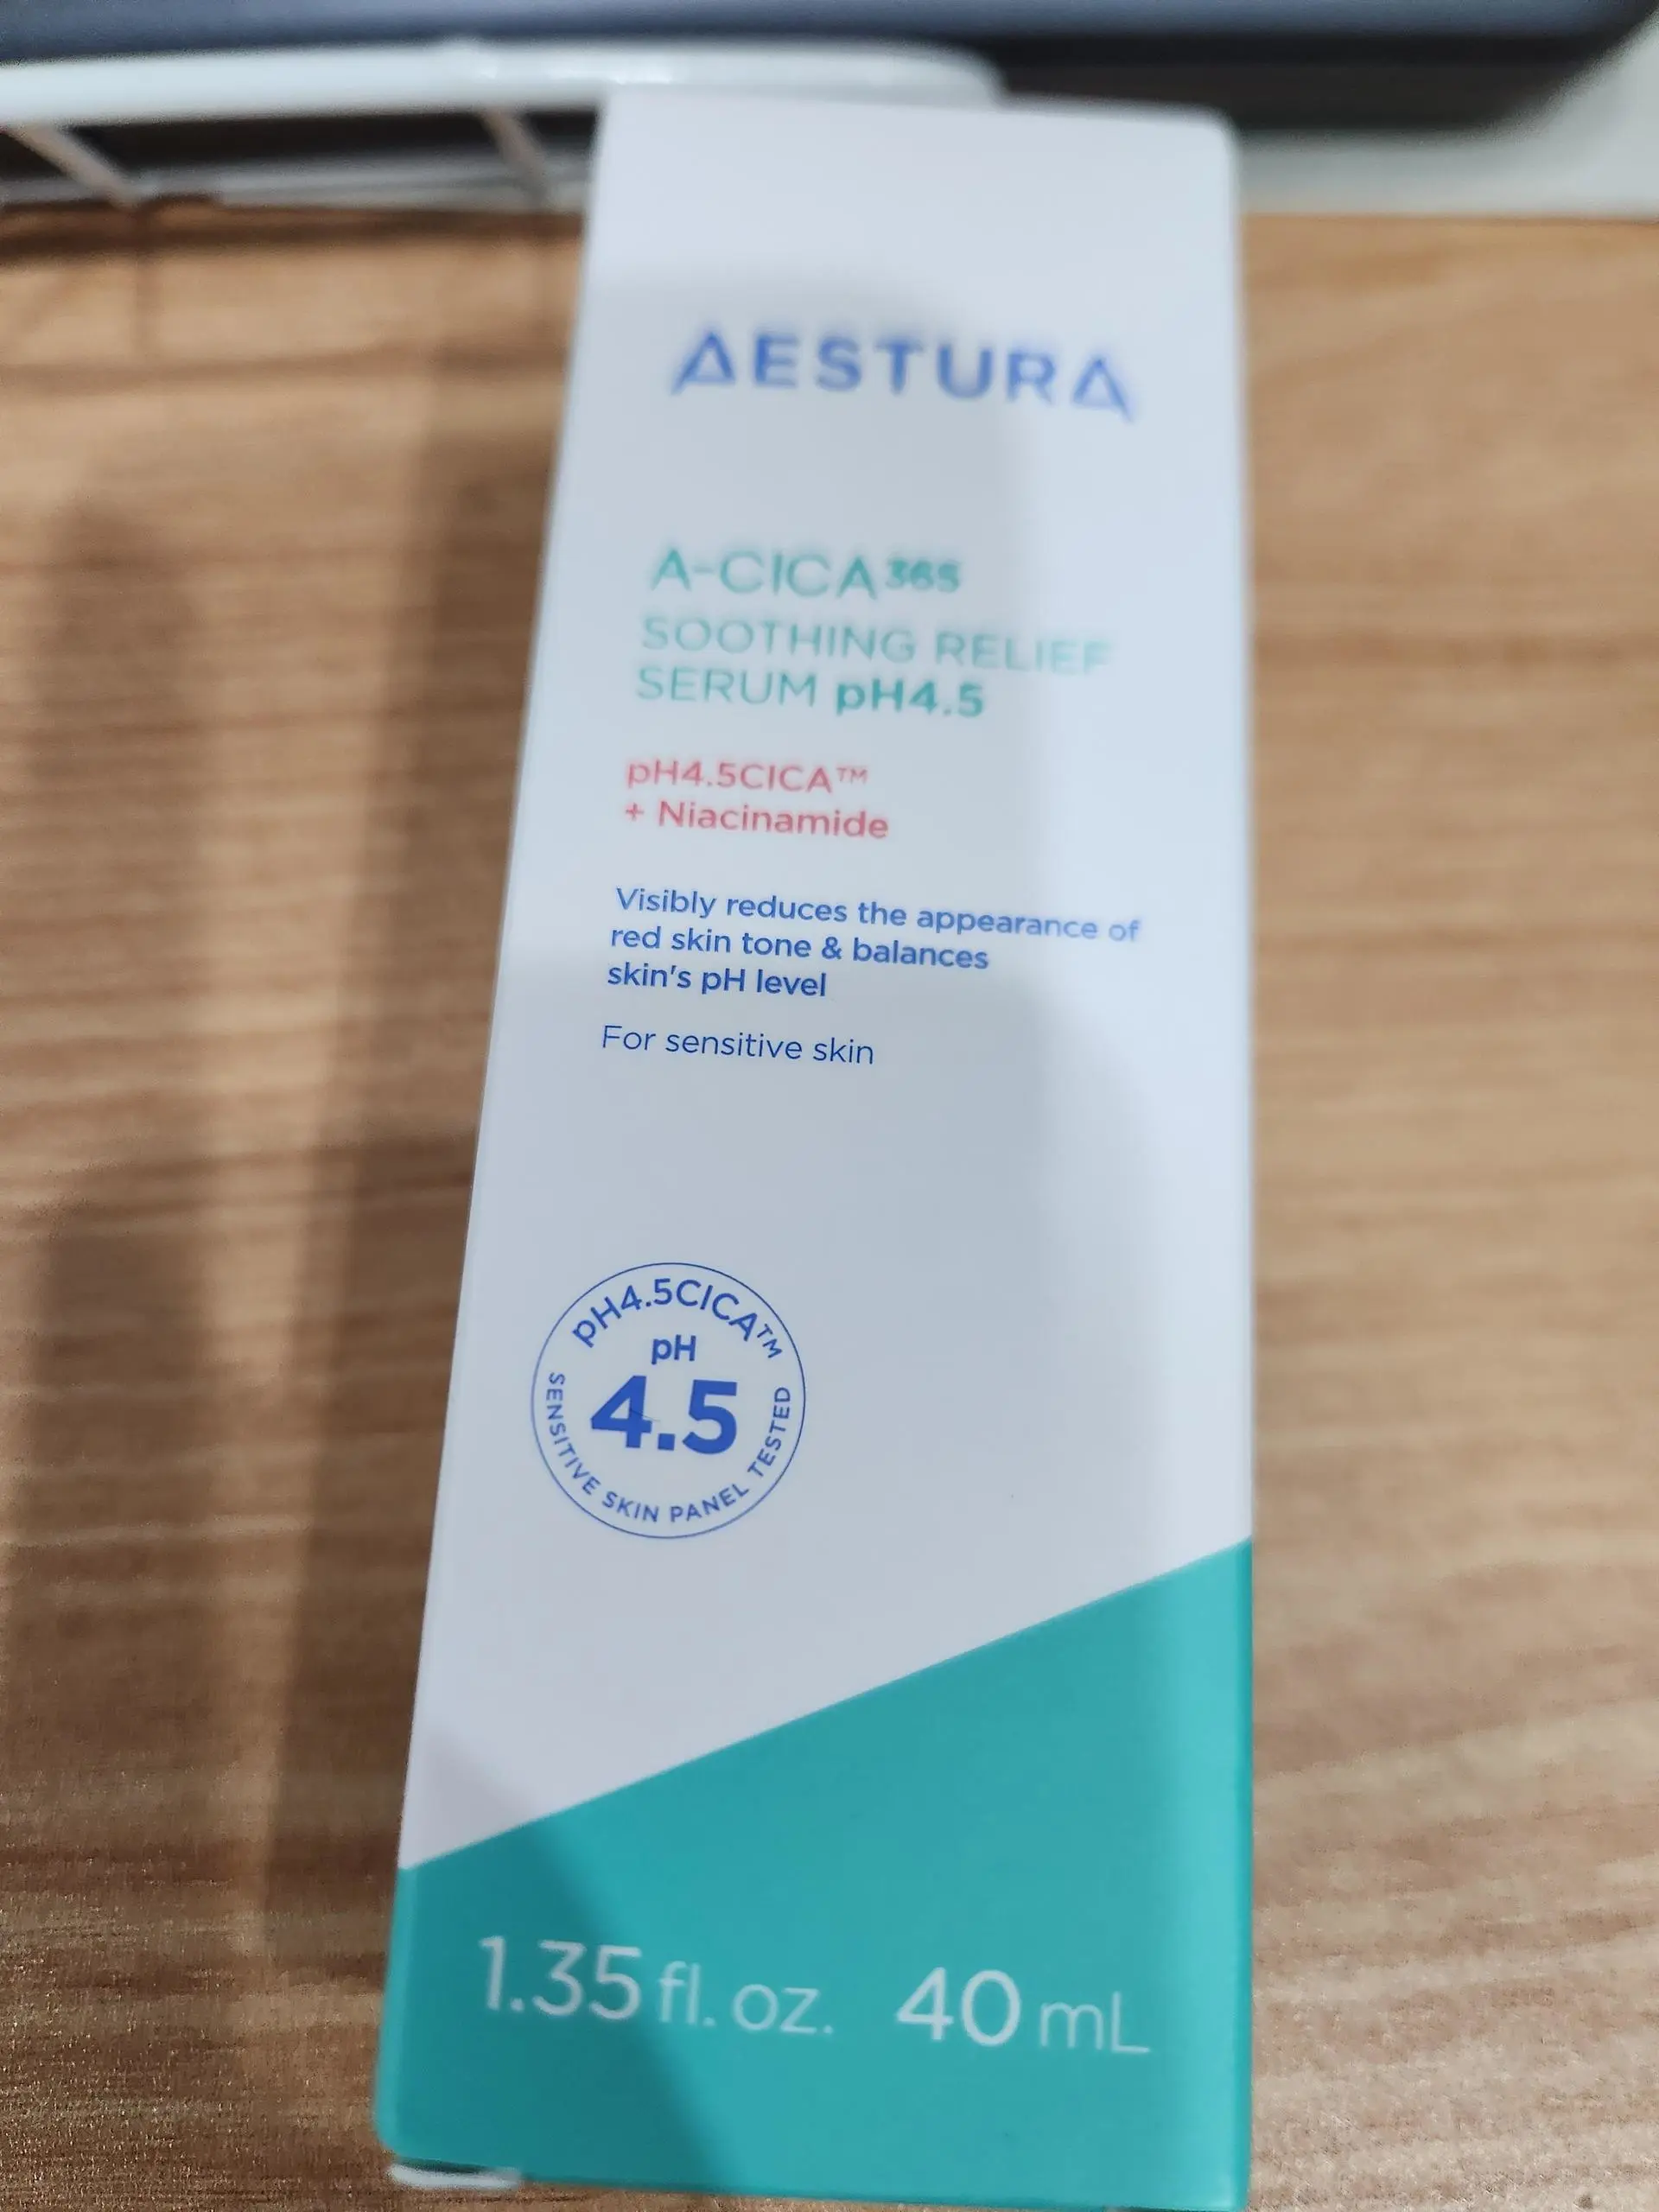 AESTURA
A-CICA 365
SOOTHING RELIEF
SERUM pH4.5
pH4.5CICA™
+ Niacinamide
Visibly reduces the appearance of
red skin tone & balances
skin's pH level
For sensitive skin
pH4.5CICA™
pH
4.5
SENSITIVE SKIN PANEL TESTED
1.35 fl. oz. 40 mL